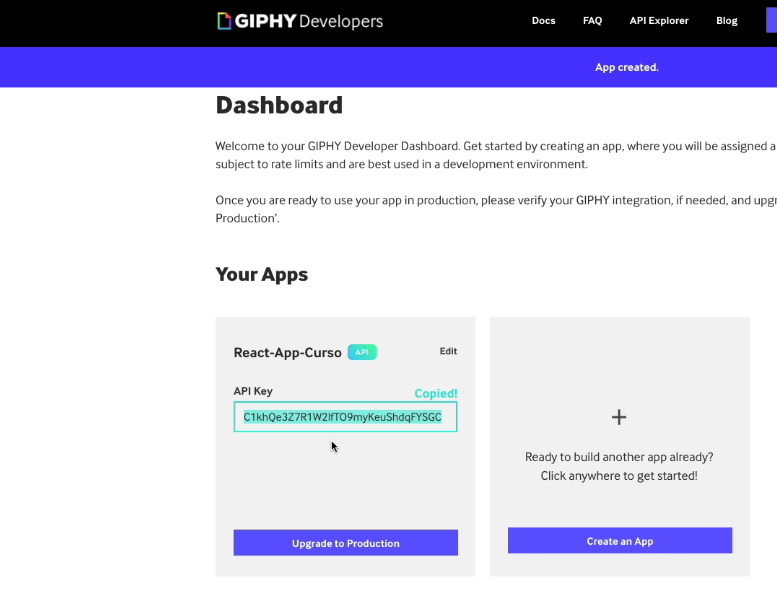 GIPHY Developers
Docs FAQ API Explorer Blog
App created.
Dashboard
Welcome to your GIPHY Developer Dashboard. Get started by creating an app, where you will be assigned a
subject to rate limits and are best used in a development environment.
Once you are ready to use your app in production, please verify your GIPHY integration, if needed, and upgr
Production'.
Your Apps
React-App-Curso API Edit
API Key Copied!
C1khQe3Z7R1W2lfTO9myKeuShdqFYSGC
Upgrade to Production
+
Ready to build another app already?
Click anywhere to get started!
Create an App